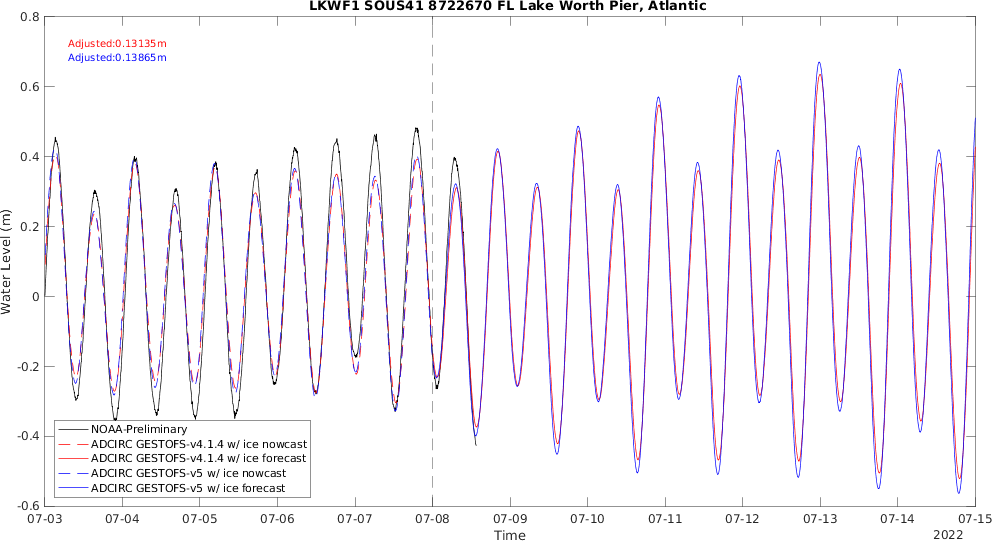 LKWF1 SOUS41 8722670 FL Lake Worth Pier, Atlantic
0.8
Adjusted:0.13135m
Adjusted:0.13865m
0.6
0.4
0.2
Water Level (m)
0
-0.2
-0.4
NOAA-Preliminary
ADCIRC GESTOFS-v4.1.4 w/ ice nowcast
ADCIRC GESTOFS-v4.1.4 w/ ice forecast
ADCIRC GESTOFS-v5 w/ ice nowcast
ADCIRC GESTOFS-v5 w/ ice forecast
-0.6
07-03 07-04 07-05 07-06 07-07 07-08 07-09 07-10 07-11 07-12 07-13 07-14 07-15
Time
2022